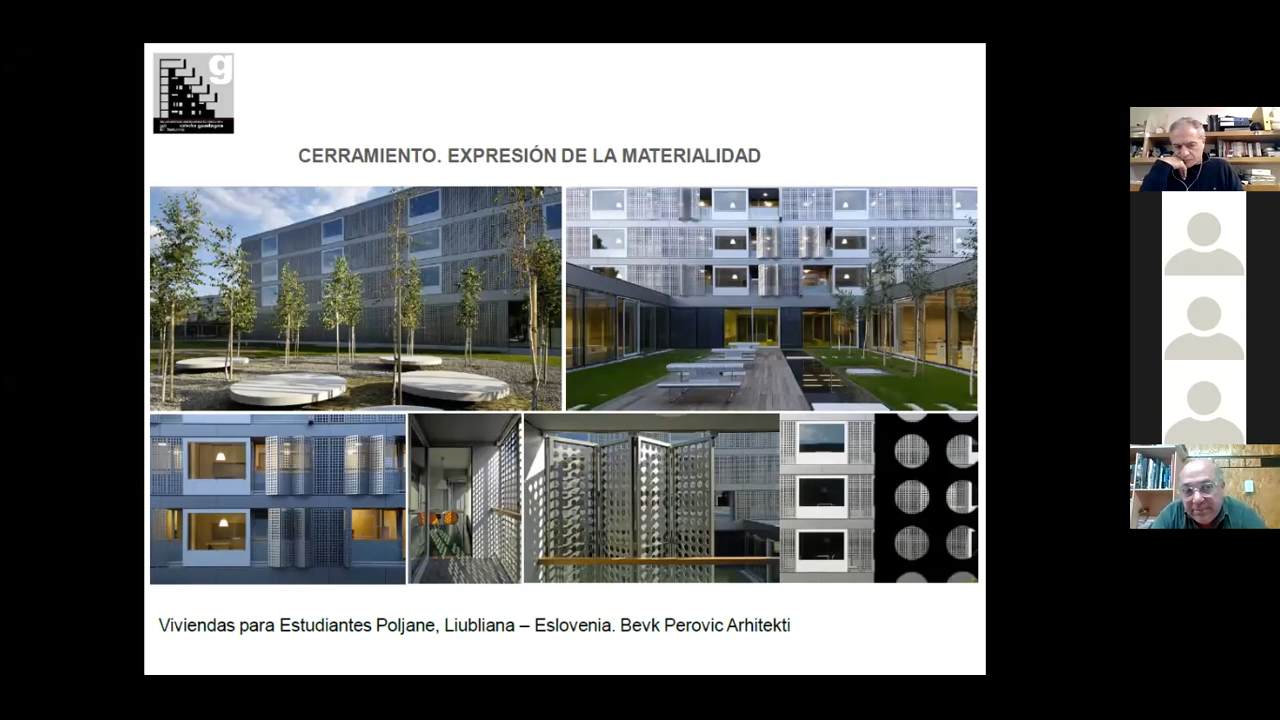 g
CERRAMIENTO. EXPRESIÓN DE LA MATERIALIDAD
Viviendas para Estudiantes Poljane, Liubliana – Eslovenia. Bevk Perovic Arhitekti